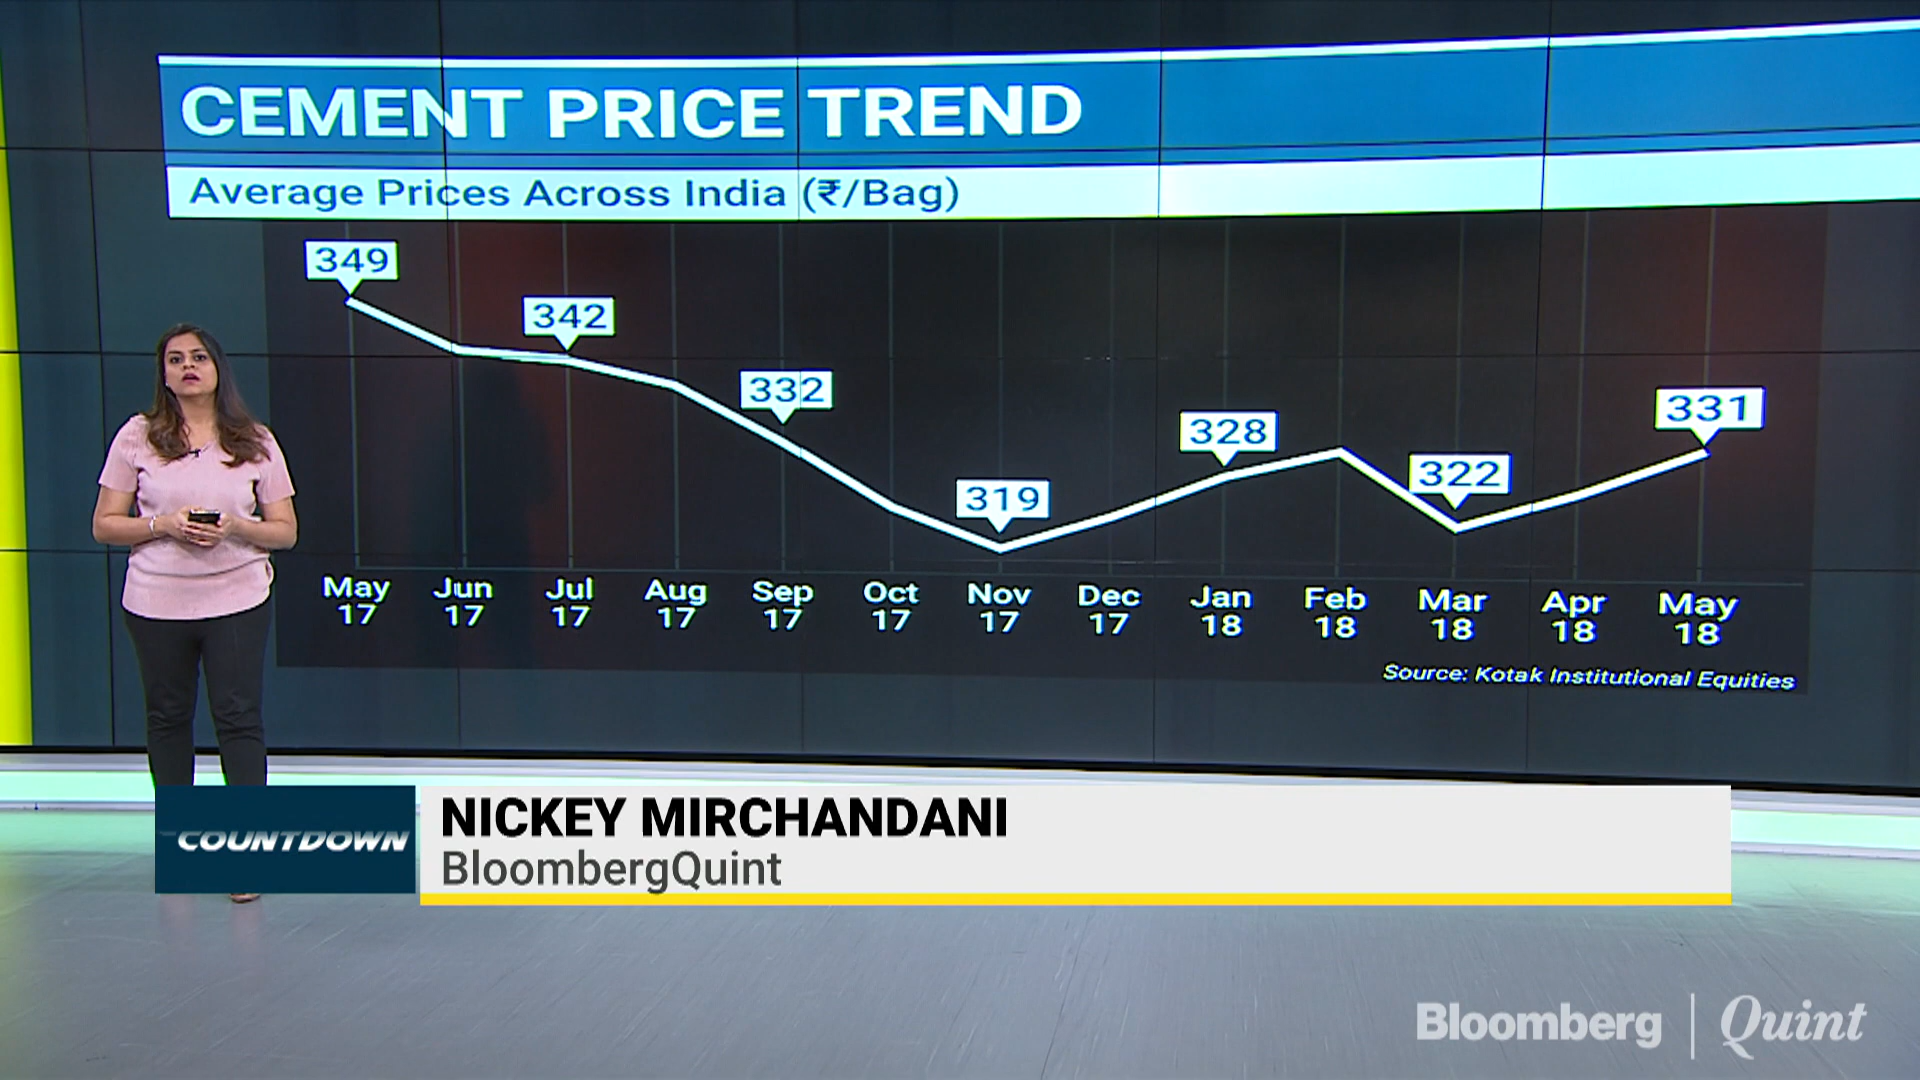 CEMENT PRICE TREND
Average Prices Across India (₹/Bag)
349
342
332
319
328
322
331
May 17
Jun 17
Jul 17
Aug 17
Sep 17
Oct 17
Nov 17
Dec 17
Jan 18
Feb 18
Mar 18
Apr 18
May 18
Source: Kotak Institutional Equities
COUNTDOWN
NICKEY MIRCHANDANI
BloombergQuint
Bloomberg | Quint